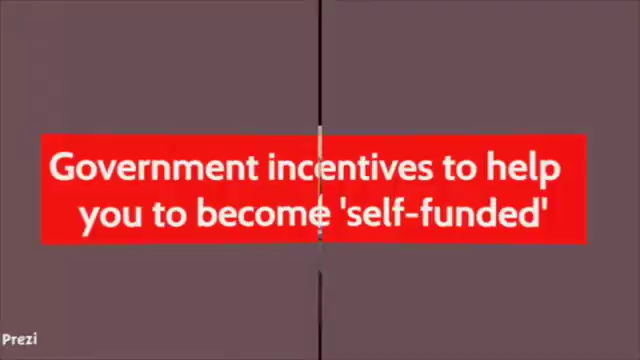 Government incentives to help
you to become 'self-funded'
Prezi